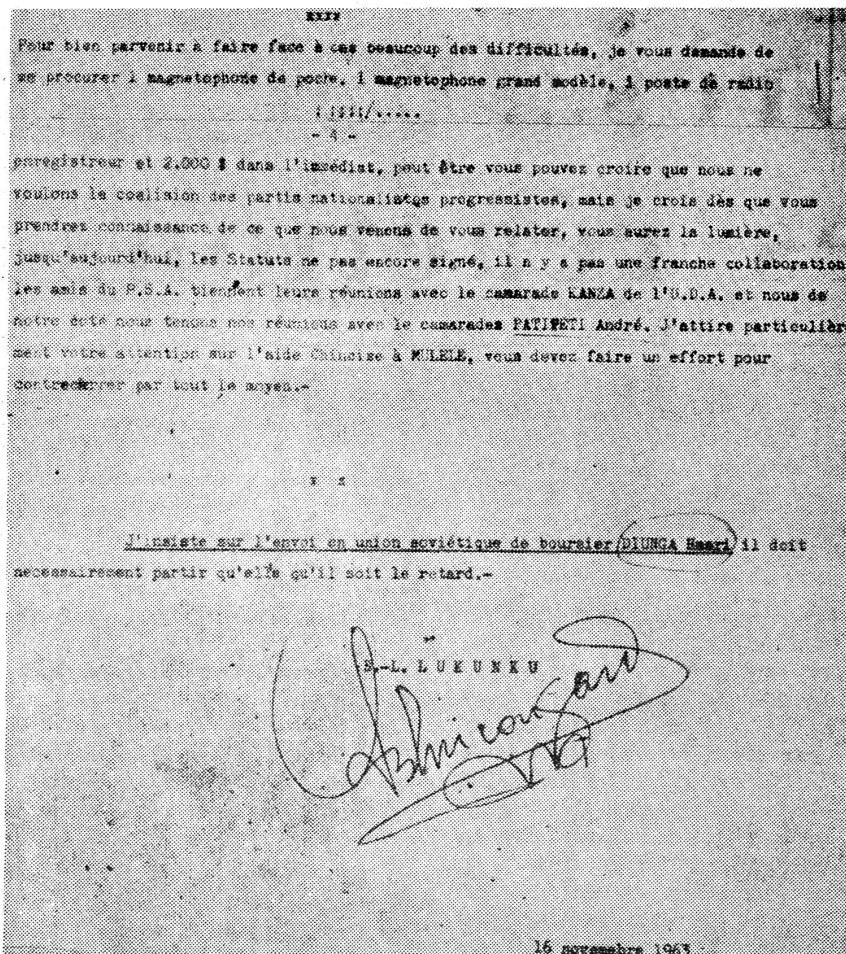 Pour bien parvenir à faire face à ces beaucoup des difficultés, je vous demande de
me procurer 1 magnetophone de poche, 1 magnetophone grand modèle, 1 poste de radio
- 4 -
enregistreur et 2.000 $ dans l'immédiat, peut être vous pouvez croire que nous ne
voulons la coalision des partis nationalistes progressistes, mais je crois dès que vous
prendrez connaissance de ce que nous venons de vous relater, vous aurez la lumière,
jusqu'aujourd'hui, les Statuts ne pas encore signé, il n y a pas une franche collaboration
les amis du P.S.A. tiennent leurs réunions avec le camarade KANZA de l'U.D.A. et nous de
notre côté nous tenons nos réunions avec le camarades PATIPETI André. J'attire particulièr
ment votre attention sur l'aide Chinoise à MULELE, vous devez faire un effort pour
contrecarrer par tout le moyen.-
x x
J'insiste sur l'envoi en union soviétique de boursier DIUNGA Henri il doit
necessairement partir qu'elle qu'il soit le retard.-
L. LUKUNKU
16 novembre 1963